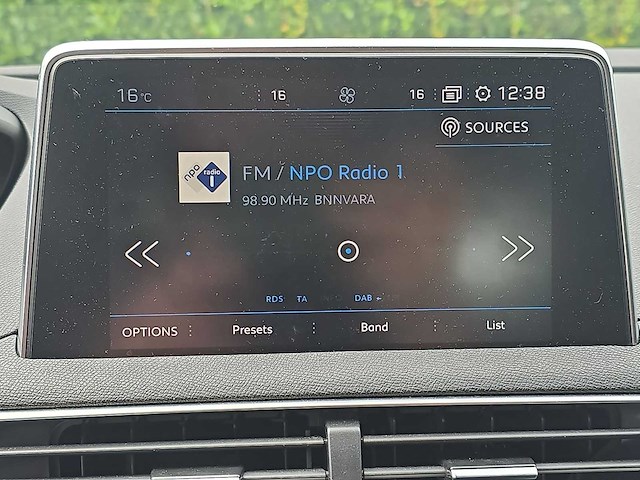 16°C 16 16 12:38
SOURCES
npo radio 1
FM / NPO Radio 1
98.90 MHz BNNVARA
RDS TA DAB
OPTIONS Presets Band List